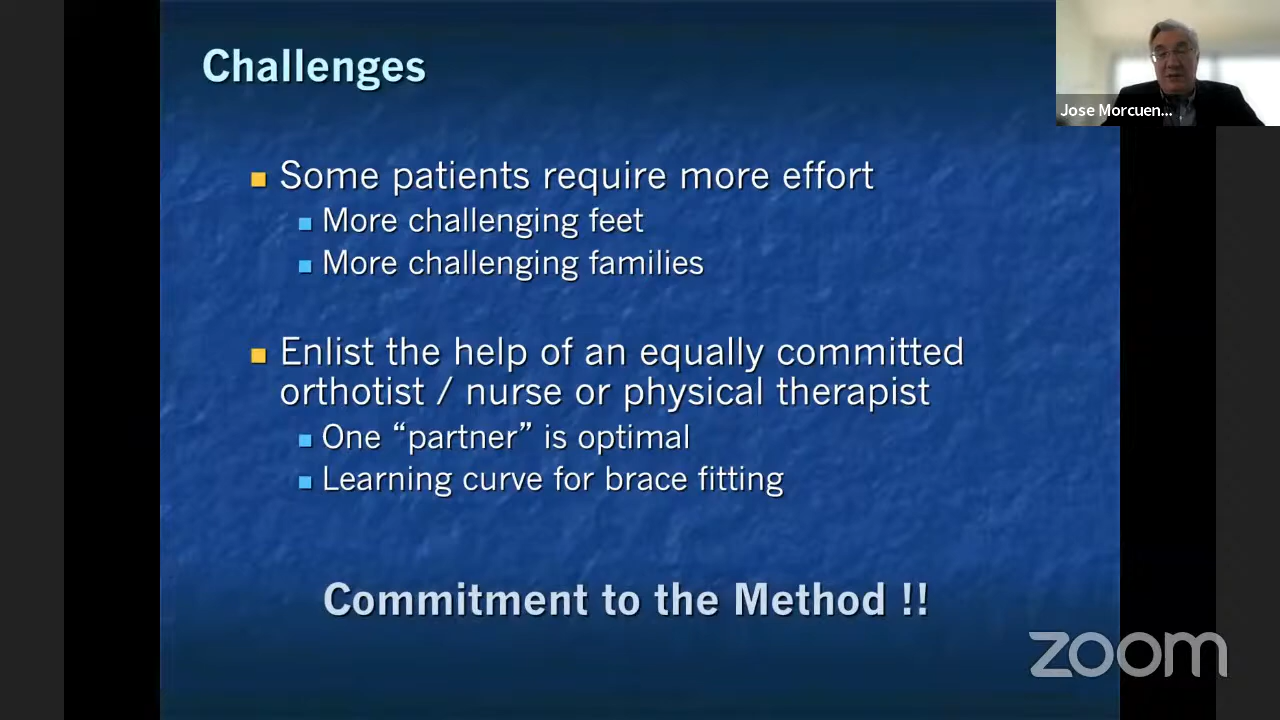 Challenges
Jose Morcuen...
Some patients require more effort
More challenging feet
More challenging families
Enlist the help of an equally committed
orthotist / nurse or physical therapist
One “partner” is optimal
Learning curve for brace fitting
Commitment to the Method !!
zoom